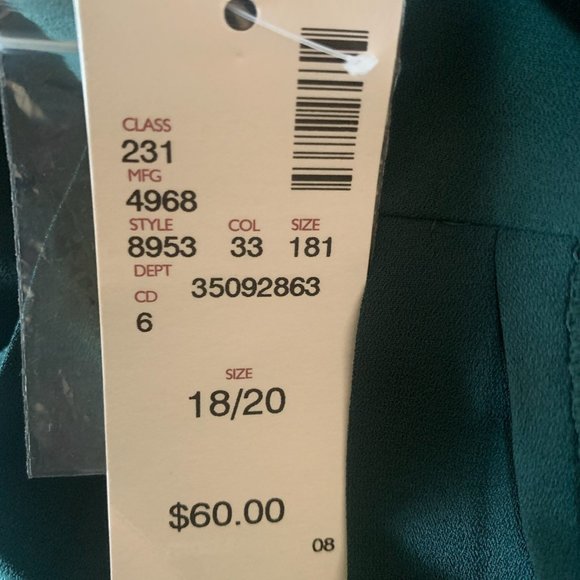 CLASS
231
MFG
4968
STYLE COL SIZE
8953 33 181
DEPT
35092863
CD
6
SIZE
18/20
$60.00
08